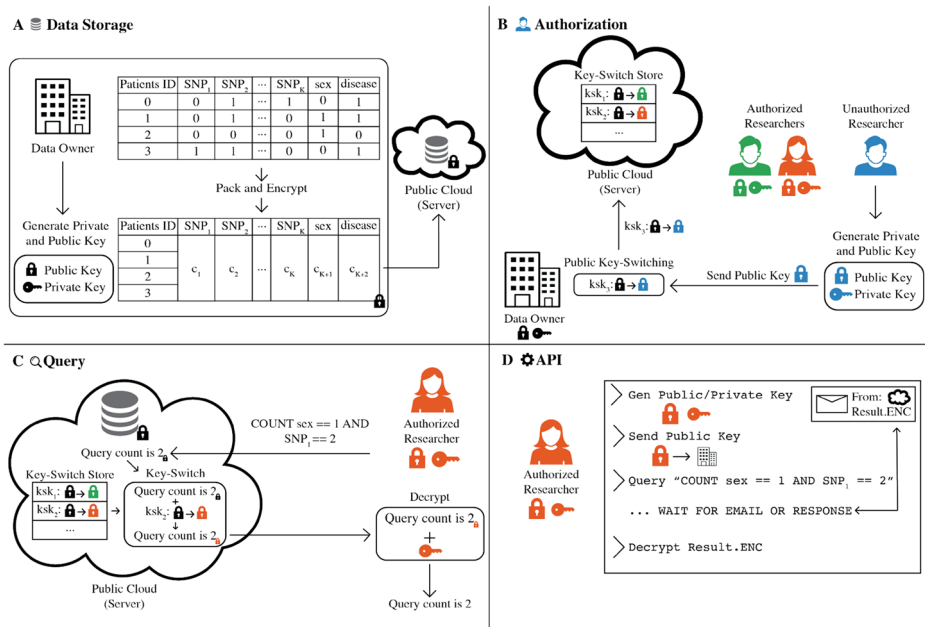 A Data Storage
Patients ID SNP1 SNP2 ... SNPK sex disease
0 0 1 ... 1 0 1
1 0 1 ... 0 1 1
2 0 0 ... 0 1 0
3 1 1 ... 0 0 1
Data Owner
Pack and Encrypt
Public Cloud
(Server)
Generate Private
and Public Key
Public Key
Private Key
Patients ID SNP1 SNP2 ... SNPK sex disease
0
1
2
3
c1 c2 ... cK cK+1 cK+2
B Authorization
Key-Switch Store
ksk1: →
ksk2: →
...
Public Cloud
(Server)
Authorized
Researchers
Unauthorized
Researcher
ksk3: →
Generate Private
and Public Key
Public Key
Private Key
Public Key-Switching
ksk3: →
Send Public Key
Data Owner
C Query
COUNT sex == 1 AND
SNP1 == 2
Authorized
Researcher
Query count is 2
Key-Switch Store
ksk1: →
ksk2: →
...
Key-Switch
Query count is 2
+
ksk2: →
Query count is 2
Public Cloud
(Server)
Decrypt
Query count is 2
+
Query count is 2
D API
Authorized
Researcher
Gen Public/Private Key
From:
Result.ENC
Send Public Key
→
Query “COUNT sex == 1 AND SNP1 == 2”
... WAIT FOR EMAIL OR RESPONSE
Decrypt Result.ENC